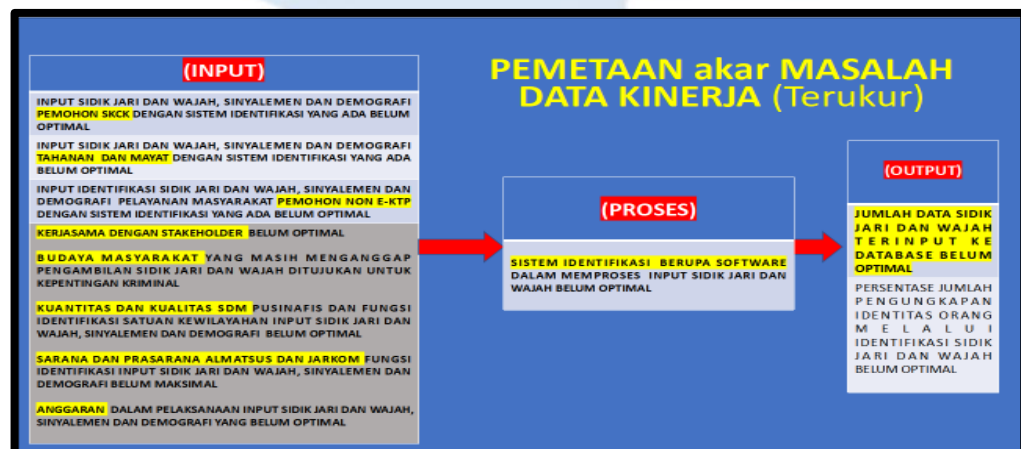 PEMETAAN akar MASALAH
DATA KINERJA (Terukur)
(INPUT)
INPUT SIDIK JARI DAN WAJAH, SINYALEMEN DAN DEMOGRAFI
PEMOHON SKCK DENGAN SISTEM IDENTIFIKASI YANG ADA BELUM
OPTIMAL
INPUT SIDIK JARI DAN WAJAH, SINYALEMEN DAN DEMOGRAFI
TAHANAN DAN MAYAT DENGAN SISTEM IDENTIFIKASI YANG ADA
BELUM OPTIMAL
INPUT IDENTIFIKASI SIDIK JARI DAN WAJAH, SINYALEMEN DAN
DEMOGRAFI PELAYANAN MASYARAKAT PEMOHON NON E-KTP
DENGAN SISTEM IDENTIFIKASI YANG ADA BELUM OPTIMAL
KERJASAMA DENGAN STAKEHOLDER BELUM OPTIMAL
BUDAYA MASYARAKAT YANG MASIH MENGANGGAP
PENGAMBILAN SIDIK JARI DAN WAJAH DITUJUKAN UNTUK
KEPENTINGAN KRIMINAL
KUANTITAS DAN KUALITAS SDM PUSINAFIS DAN FUNGSI
IDENTIFIKASI SATUAN KEWILAYAHAN INPUT SIDIK JARI DAN
WAJAH, SINYALEMEN DAN DEMOGRAFI BELUM OPTIMAL
SARANA DAN PRASARANA ALMATSUS DAN JARKOM FUNGSI
IDENTIFIKASI INPUT SIDIK JARI DAN WAJAH, SINYALEMEN DAN
DEMOGRAFI BELUM MAKSIMAL
ANGGARAN DALAM PELAKSANAAN INPUT SIDIK JARI DAN WAJAH,
SINYALEMEN DAN DEMOGRAFI YANG BELUM OPTIMAL
(PROSES)
SISTEM IDENTIFIKASI BERUPA SOFTWARE
DALAM MEMPROSES INPUT SIDIK JARI DAN
WAJAH BELUM OPTIMAL
(OUTPUT)
JUMLAH DATA SIDIK
JARI DAN WAJAH
TERINPUT KE
DATABASE BELUM
OPTIMAL
PERSENTASE JUMLAH
PENGUNGKAPAN
IDENTITAS ORANG
MELALUI
IDENTIFIKASI SIDIK
JARI DAN WAJAH
BELUM OPTIMAL